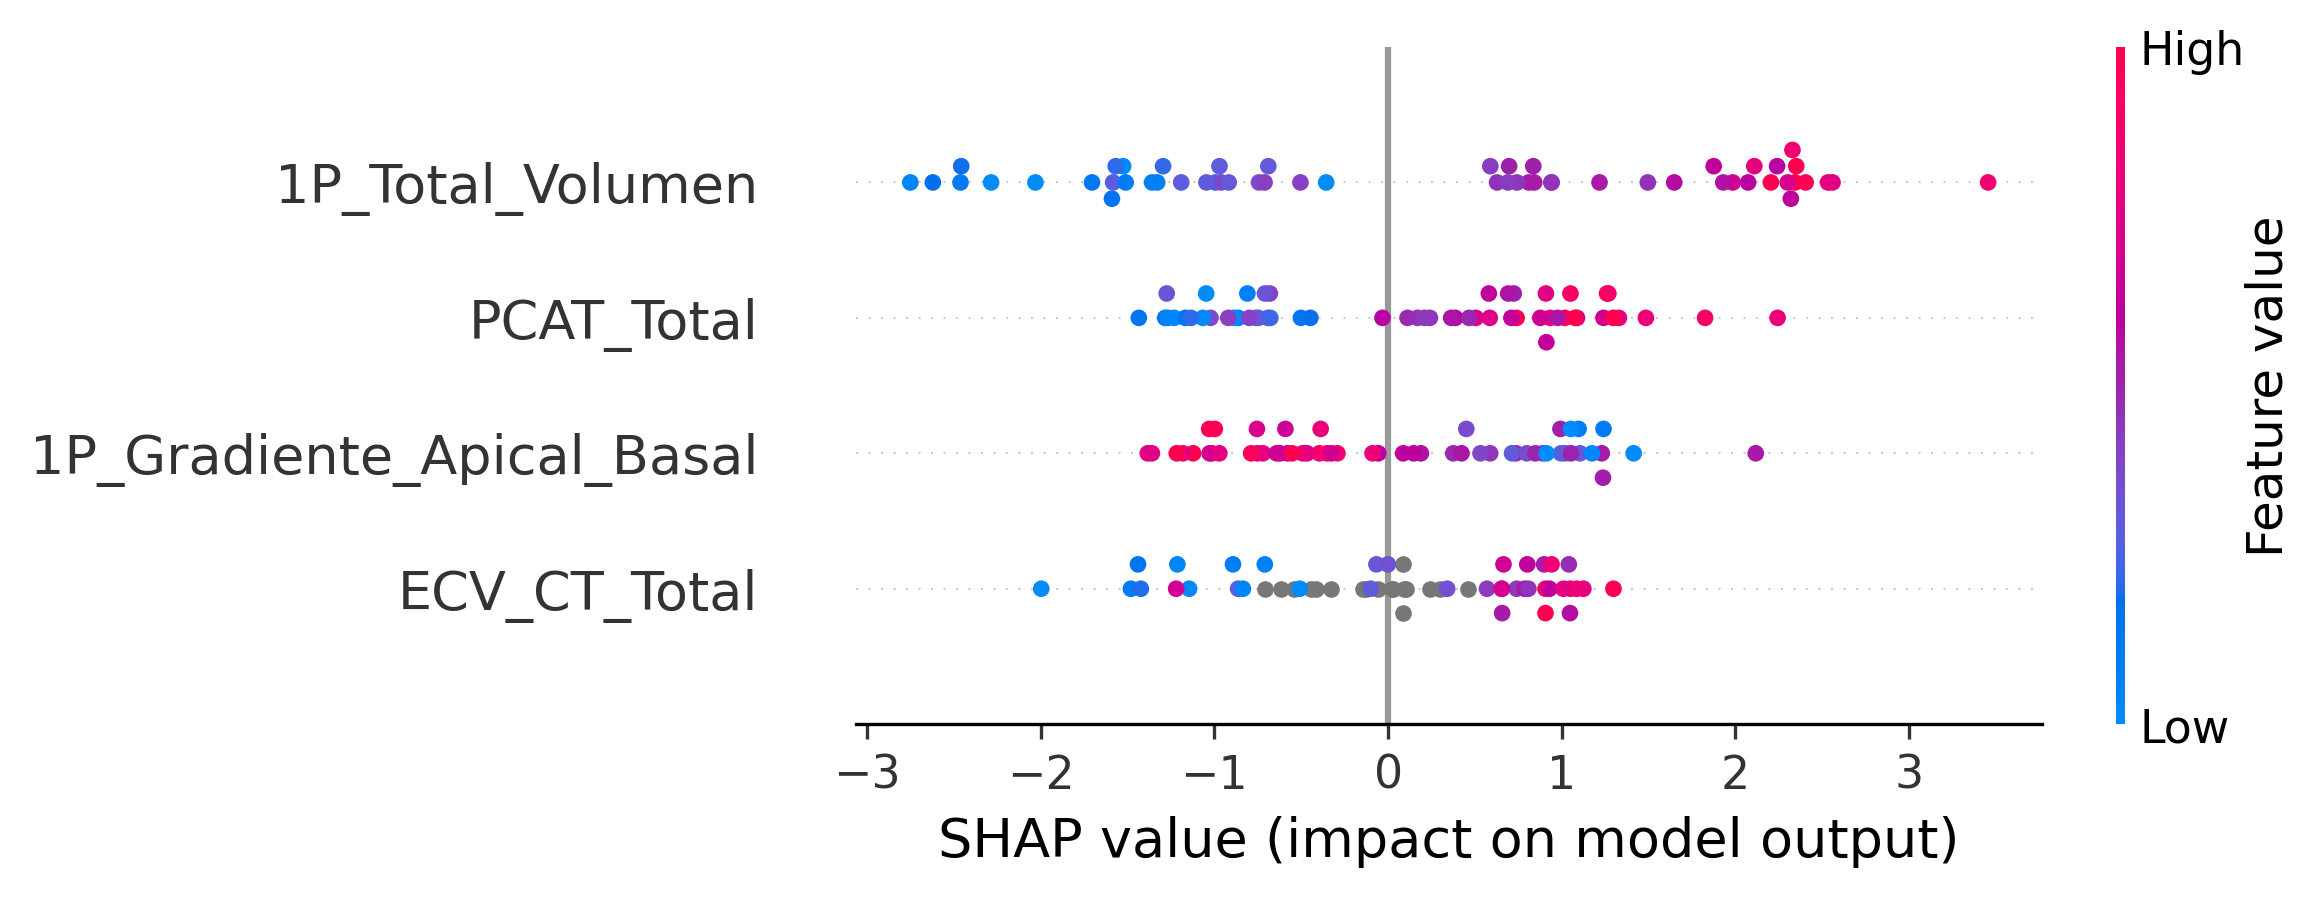 High
1P_Total_Volumen
PCAT_Total
1P_Gradiente_Apical_Basal
ECV_CT_Total
Feature value
Low
−3 −2 −1 0 1 2 3
SHAP value (impact on model output)